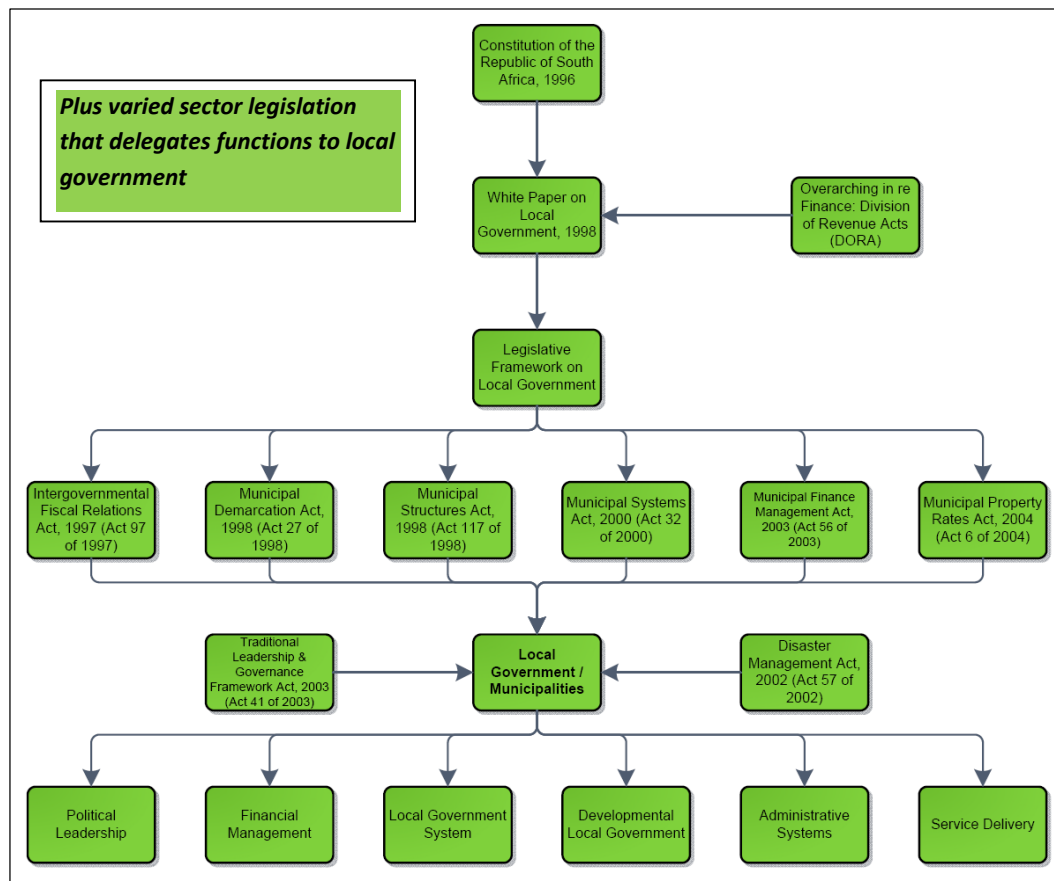 Constitution of the
Republic of South
Africa, 1996
Plus varied sector legislation
that delegates functions to local
government
White Paper on
Local
Government, 1998
Overarching in re
Finance: Division
of Revenue Acts
(DORA)
Legislative
Framework on
Local Government
Intergovernmental
Fiscal Relations
Act, 1997 (Act 97
of 1997)
Municipal
Demarcation Act,
1998 (Act 27 of
1998)
Municipal
Structures Act,
1998 (Act 117 of
1998)
Municipal Systems
Act, 2000 (Act 32
of 2000)
Municipal Finance
Management Act,
2003 (Act 56 of
2003)
Municipal Property
Rates Act, 2004
(Act 6 of 2004)
Traditional
Leadership &
Governance
Framework Act, 2003
(Act 41 of 2003)
Local
Government /
Municipalities
Disaster
Management Act,
2002 (Act 57 of
2002)
Political
Leadership
Financial
Management
Local Government
System
Developmental
Local Government
Administrative
Systems
Service Delivery